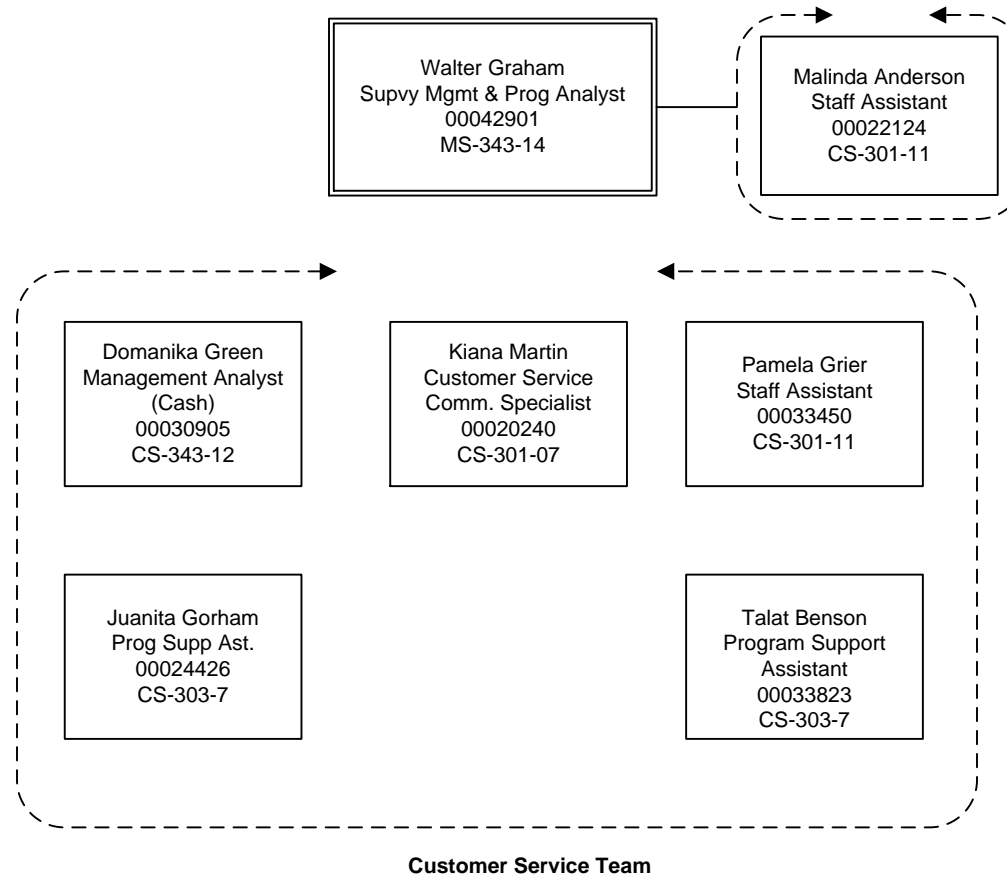 Walter Graham
Supvy Mgmt & Prog Analyst
00042901
MS-343-14
Malinda Anderson
Staff Assistant
00022124
CS-301-11
Domanika Green
Management Analyst
(Cash)
00030905
CS-343-12
Kiana Martin
Customer Service
Comm. Specialist
00020240
CS-301-07
Pamela Grier
Staff Assistant
00033450
CS-301-11
Juanita Gorham
Prog Supp Ast.
00024426
CS-303-7
Talat Benson
Program Support
Assistant
00033823
CS-303-7
Customer Service Team